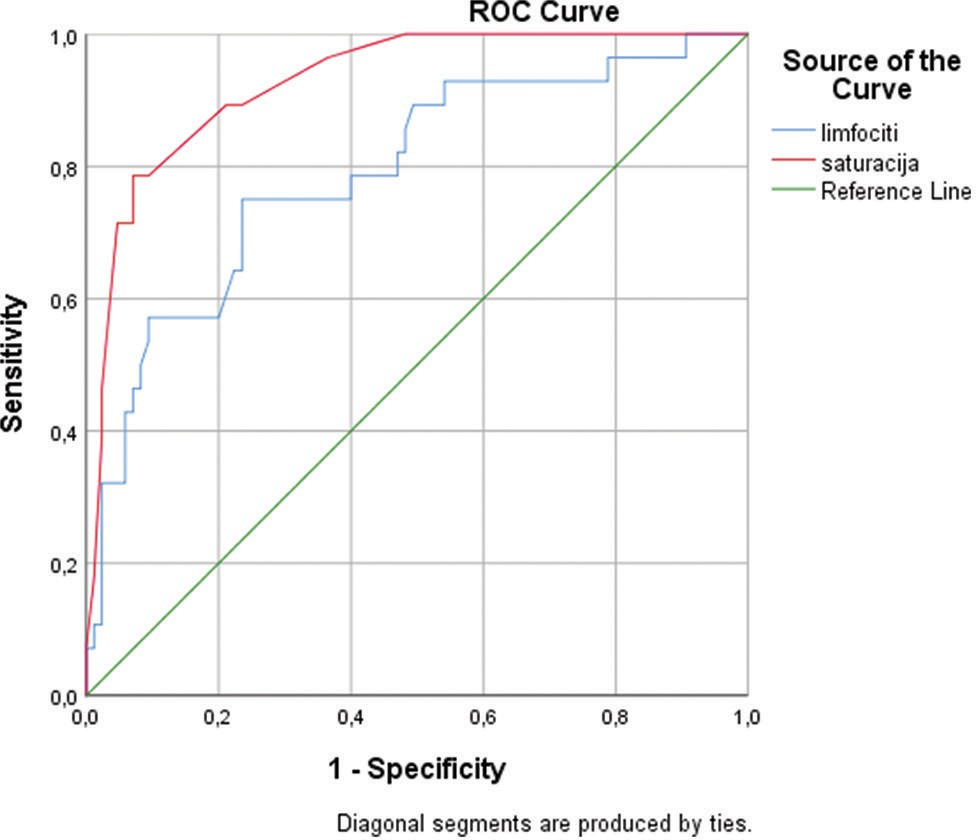 ROC Curve
Source of the
Curve
limfociti
saturacija
Reference Line
Sensitivity
1,0
0,8
0,6
0,4
0,2
0,0
0,0 0,2 0,4 0,6 0,8 1,0
1 - Specificity
Diagonal segments are produced by ties.